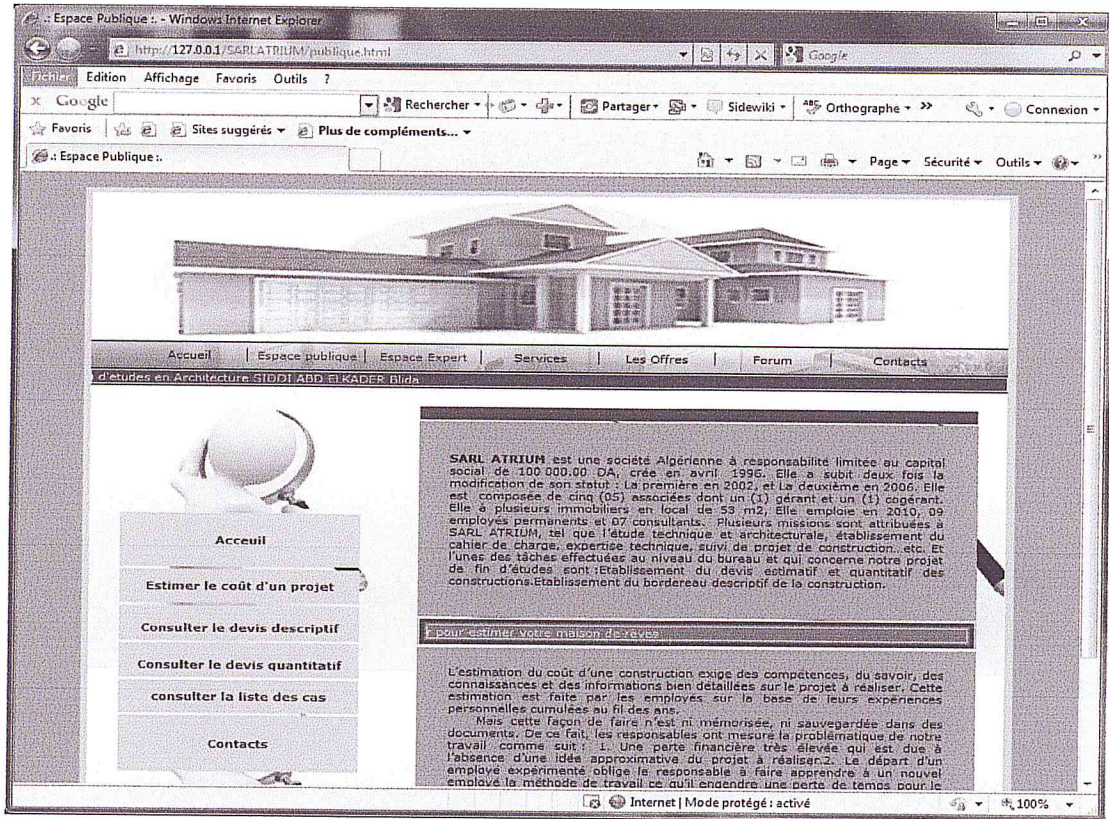 .: Espace Publique :. - Windows Internet Explorer
http://127.0.0.1/SARLATRIUM/publique.html
Google
Fichier Edition Affichage Favoris Outils ?
x Google Rechercher Partager Sidewiki ABC Orthographe >> Connexion
Favoris Sites suggérés Plus de compléments...
.: Espace Publique :. Page Sécurité Outils >>
Accueil | Espace publique | Espace Expert | Services | Les Offres | Forum | Contacts
d'etudes en Architecture SIDDI ABD ELKADER Blida
Acceuil
Estimer le coût d'un projet
Consulter le devis descriptif
Consulter le devis quantitatif
consulter la liste des cas
Contacts
SARL ATRIUM est une société Algérienne à responsabilité limitée au capital
social de 100 000.00 DA, crée en avril 1996. Elle a subit deux fois la
modification de son statut : La première en 2002, et La deuxième en 2006. Elle
est composée de cinq (05) associées dont un (1) gérant et un (1) cogérant.
Elle à plusieurs immobiliers en local de 53 m2, Elle emploie en 2010, 09
employés permanents et 07 consultants. Plusieurs missions sont attribuées à
SARL ATRIUM, tel que l'étude technique et architecturale, établissement du
cahier de charge, expertise technique, suivi de projet de construction..etc. Et
l'unes des tâches effectuées au niveau du bureau et qui concerne notre projet
de fin d'études sont :Etablissement du devis estimatif et quantitatif des
constructions.Etablissement du bordereau descriptif de la construction.
r pour estimer votre maison de rêves
L'estimation du coût d'une construction exige des compétences, du savoir, des
connaissances et des informations bien détaillées sur le projet à réaliser. Cette
estimation est faite par les employés sur la base de leurs expériences
personnelles cumulées au fil des ans.
Mais cette façon de faire n'est ni mémorisée, ni sauvegardée dans des
documents. De ce fait, les responsables ont mesure la problématique de notre
travail comme suit : 1. Une perte financière très élevée qui est due à
l'absence d'une idée approximative du projet à réaliser.2. Le départ d'un
employé expérimenté oblige le responsable à faire apprendre à un nouvel
employé la méthode de travail ce qu'il engendre une perte de temps pour le
Internet | Mode protégé : activé
100%